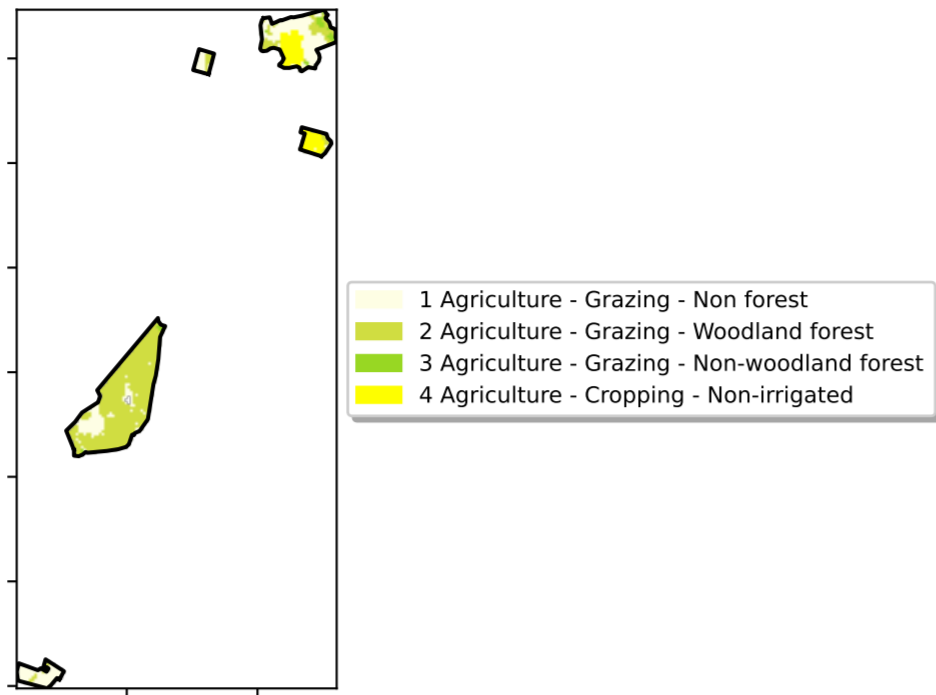 1 Agriculture - Grazing - Non forest
2 Agriculture - Grazing - Woodland forest
3 Agriculture - Grazing - Non-woodland forest
4 Agriculture - Cropping - Non-irrigated